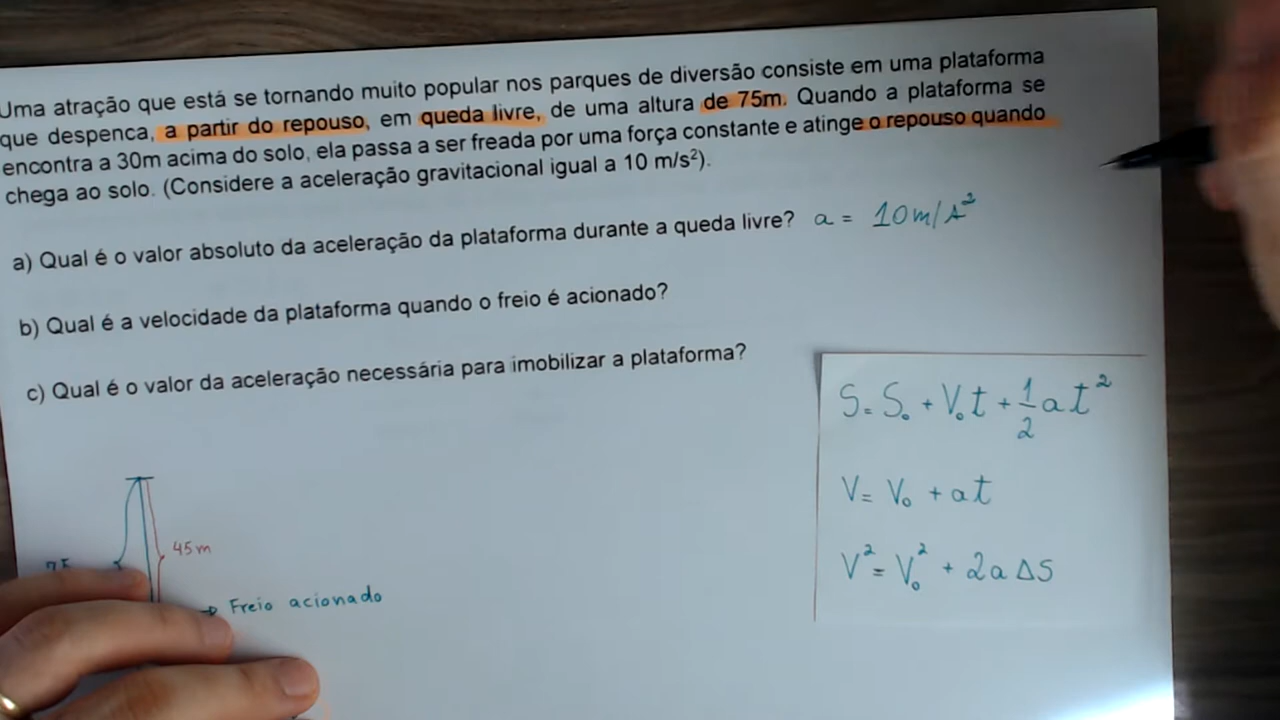 Uma atração que está se tornando muito popular nos parques de diversão consiste em uma plataforma
que despenca, a partir do repouso, em queda livre, de uma altura de 75m. Quando a plataforma se
encontra a 30m acima do solo, ela passa a ser freada por uma força constante e atinge o repouso quando
chega ao solo. (Considere a aceleração gravitacional igual a 10 m/s²).
a) Qual é o valor absoluto da aceleração da plataforma durante a queda livre? a = 10m/s²
b) Qual é a velocidade da plataforma quando o freio é acionado?
c) Qual é o valor da aceleração necessária para imobilizar a plataforma?
S = S₀ + V₀t + 1/2 at²
V = V₀ + at
V² = V₀² + 2a ΔS
45m
→ Freio acionado